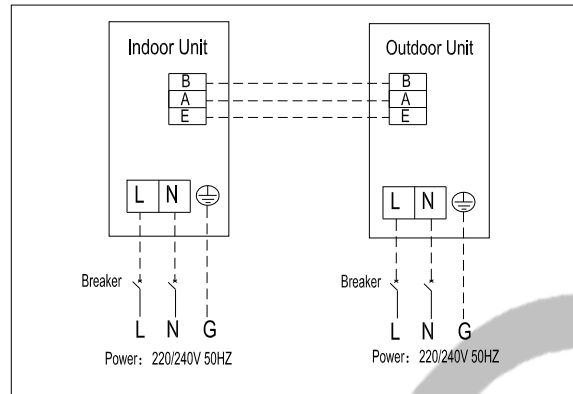 Indoor Unit
Outdoor Unit
B
A
E
B
A
E
L N
L N
Breaker
Breaker
L N G
L N G
Power: 220/240V 50HZ
Power: 220/240V 50HZ